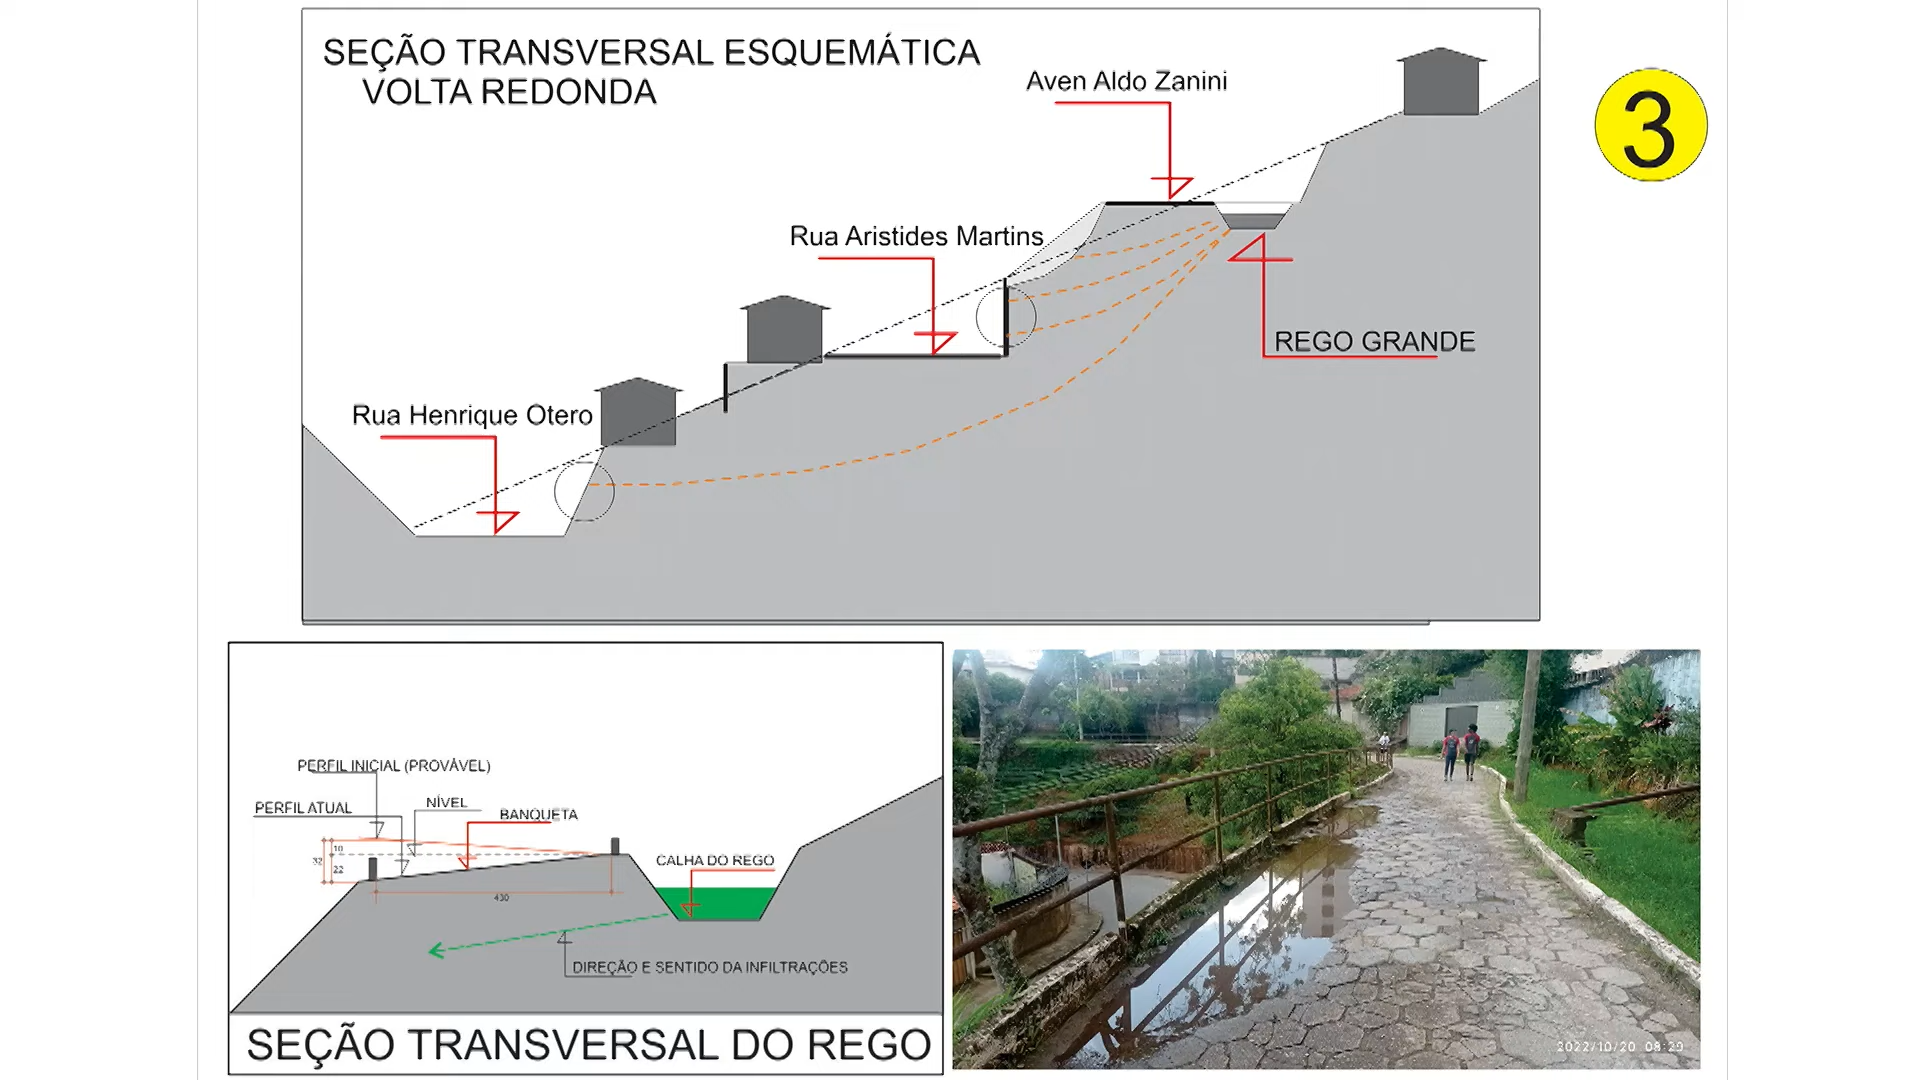 SEÇÃO TRANSVERSAL ESQUEMÁTICA
VOLTA REDONDA
Aven Aldo Zanini
3
Rua Aristides Martins
REGO GRANDE
Rua Henrique Otero
PERFIL INICIAL (PROVÁVEL)
PERFIL ATUAL
NÍVEL
BANQUETA
10
32
22
430
CALHA DO REGO
DIREÇÃO E SENTIDO DA INFILTRAÇÕES
SEÇÃO TRANSVERSAL DO REGO
2022/10/20 08:29